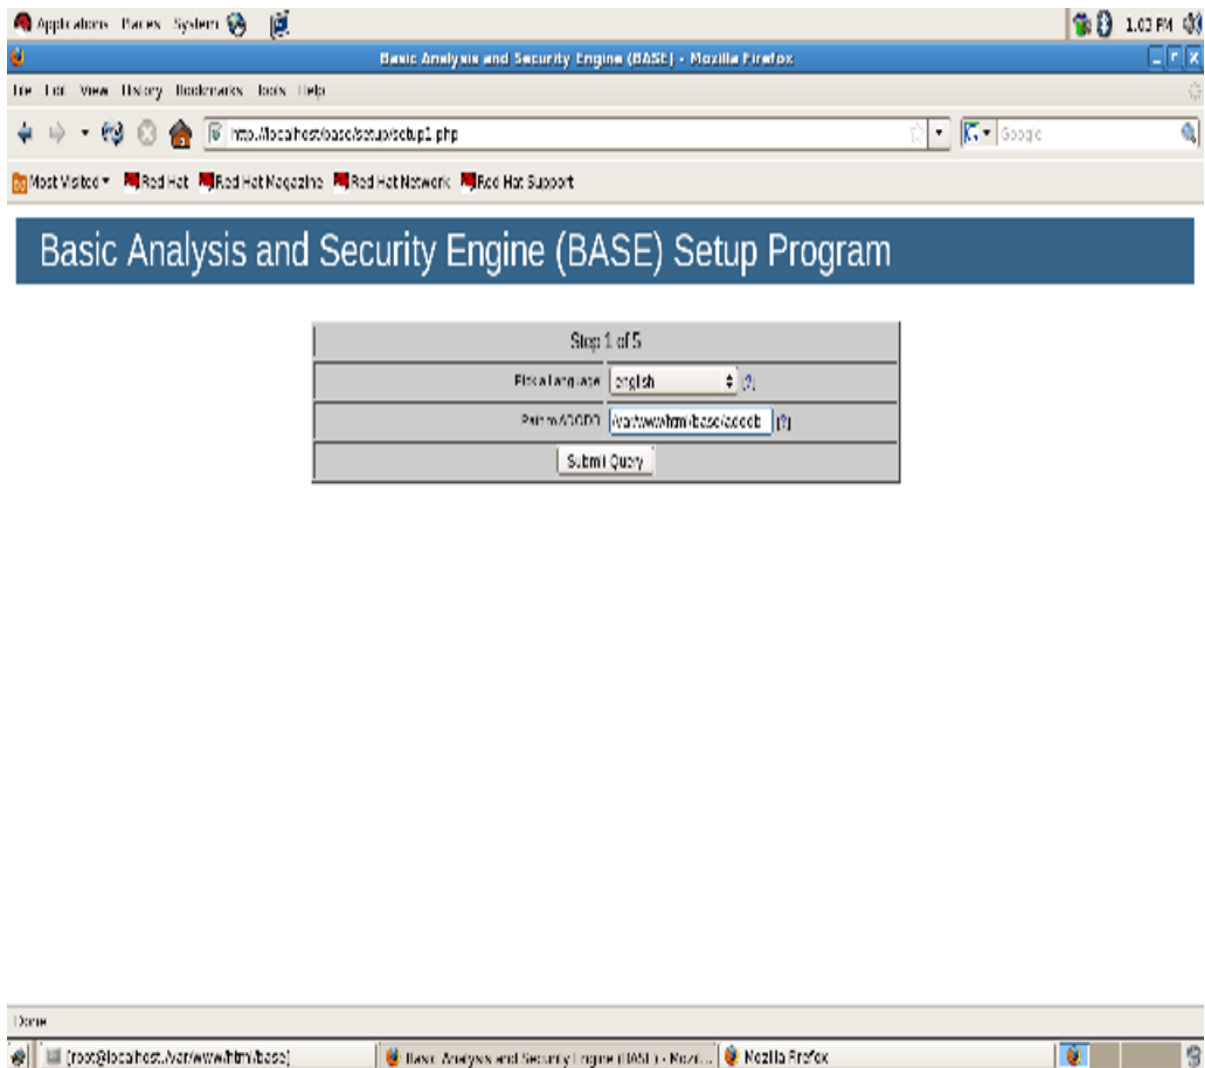 Applications Places System 1:03 PM
Basic Analysis and Security Engine (BASE) - Mozilla Firefox
File Edit View History Bookmarks Tools Help
http://localhost/base/setup/setup1.php Google
Most Visited Red Hat Red Hat Magazine Red Hat Network Red Hat Support
Basic Analysis and Security Engine (BASE) Setup Program
Step 1 of 5
Pick a Language english [?]
Path to ADODB /var/www/html/base/adodb [?]
Submit Query
Done
[root@localhost:/var/www/html/base] Basic Analysis and Security Engine (BASE) - Mozil... Mozilla Firefox